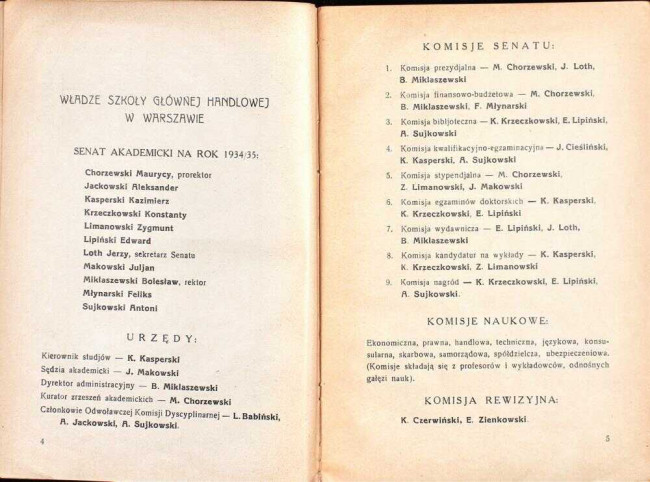 WŁADZE SZKOŁY GŁÓWNEJ HANDLOWEJ
W WARSZAWIE
SENAT AKADEMICKI NA ROK 1934/35:
Chorzewski Maurycy, prorektor
Jackowski Aleksander
Kasperski Kazimierz
Krzeczkowski Konstanty
Limanowski Zygmunt
Lipiński Edward
Loth Jerzy, sekretarz Senatu
Makowski Juljan
Miklaszewski Bolesław, rektor
Młynarski Feliks
Sujkowski Antoni
URZĘDY:
Kierownik studjów — K. Kasperski
Sędzia akademicki — J. Makowski
Dyrektor administracyjny — B. Miklaszewski
Kurator zrzeszeń akademickich — M. Chorzewski
Członkowie Odwoławczej Komisji Dyscyplinarnej — L. Babiński,
A. Jackowski, A. Sujkowski.
4
KOMISJE SENATU:
1. Komisja prezydjalna — M. Chorzewski, J. Loth,
B. Miklaszewski
2. Komisja finansowo-budżetowa — M. Chorzewski,
B. Miklaszewski, F. Młynarski
3. Komisja bibljoteczna — K. Krzeczkowski, E. Lipiński,
A. Sujkowski
4. Komisja kwalifikacyjno-egzaminacyjna — J. Cieśliński,
K. Kasperski, A. Sujkowski
5. Komisja stypendjalna — M. Chorzewski,
Z. Limanowski, J. Makowski
6. Komisja egzaminów doktorskich — K. Kasperski,
K. Krzeczkowski, E. Lipiński
7. Komisja wydawnicza — E. Lipiński, J. Loth,
B. Miklaszewski
8. Komisja kandydatur na wykłady — K. Kasperski,
K. Krzeczkowski, Z. Limanowski
9. Komisja nagród — K. Krzeczkowski, E. Lipiński,
A. Sujkowski.
KOMISJE NAUKOWE:
Ekonomiczna, prawna, handlowa, techniczna, językowa, konsu-
sularna, skarbowa, samorządowa, spółdzielcza, ubezpieczeniowa.
(Komisje składają się z profesorów i wykładowców, odnośnych
gałęzi nauk).
KOMISJA REWIZYJNA:
K. Czerwiński, E. Zienkowski.
5